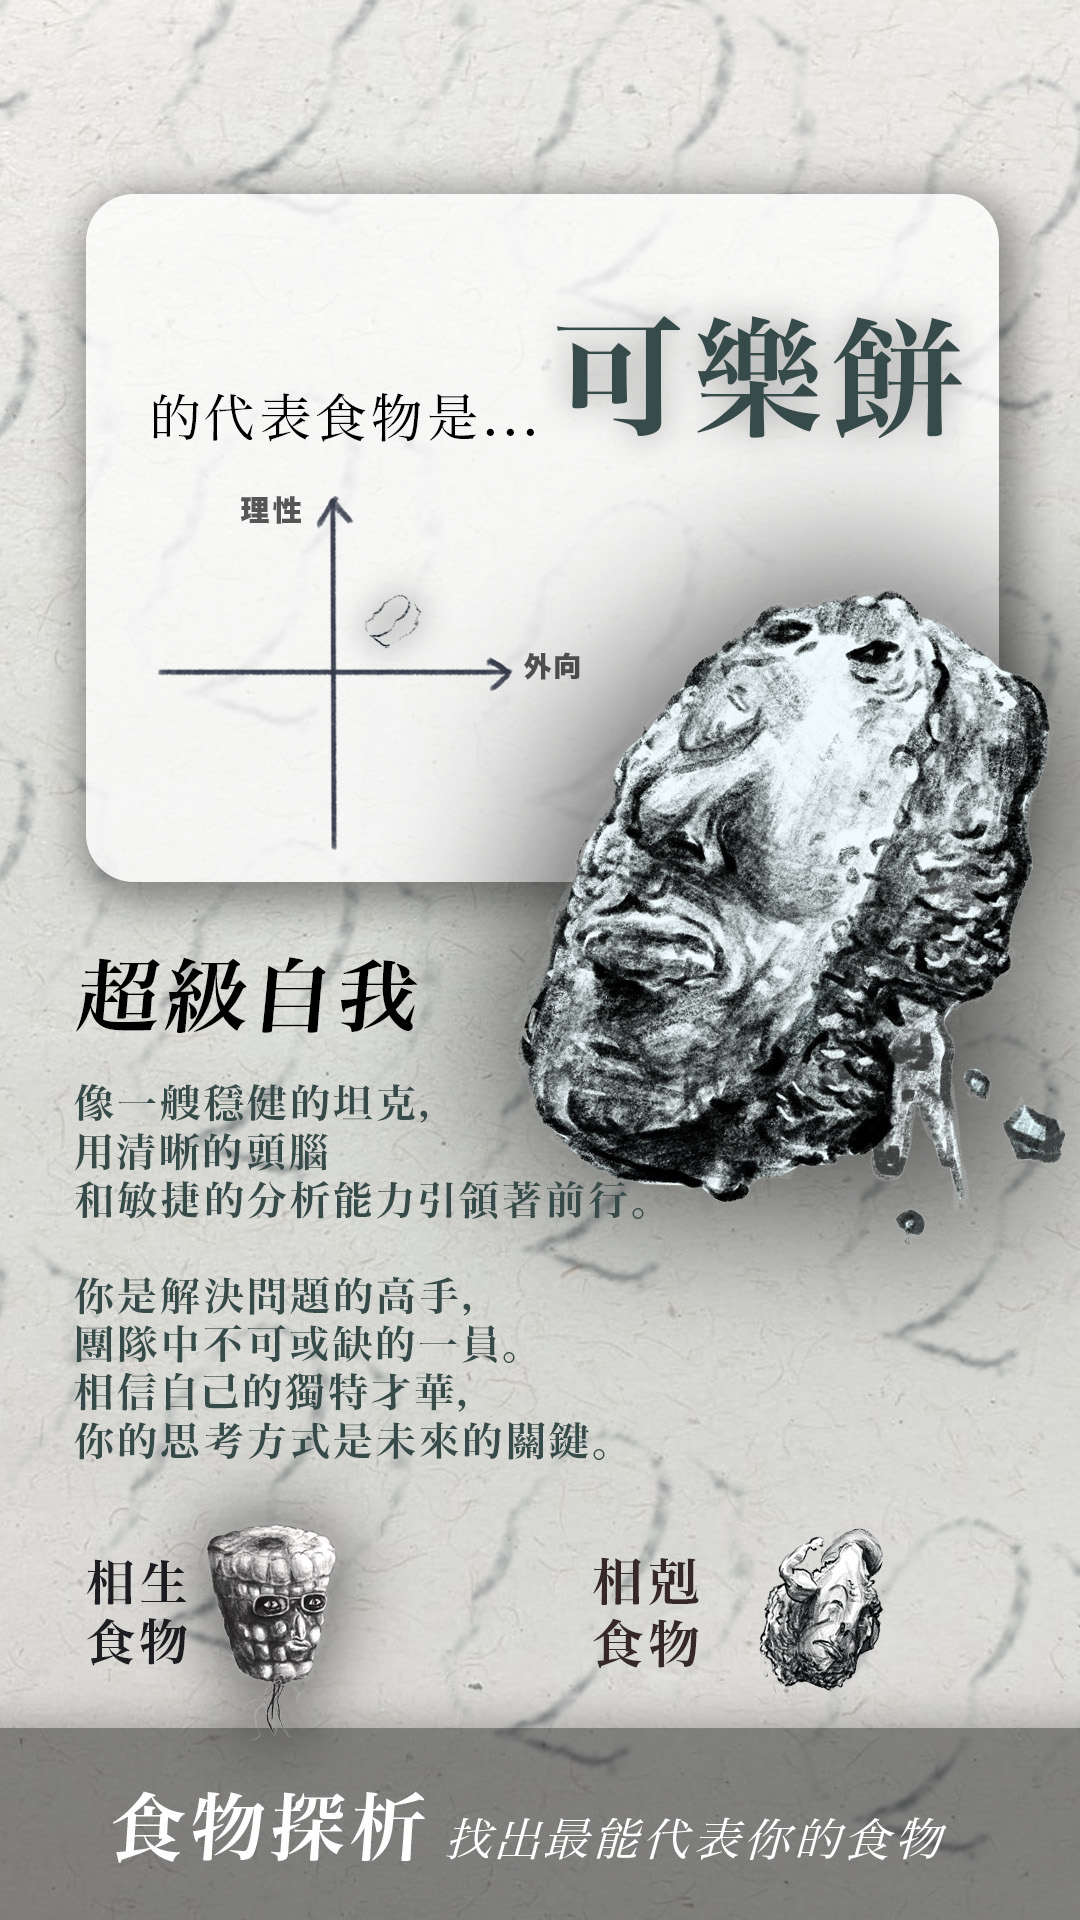 可樂餅
的代表食物是...
理性
外向
超級自我
像一艘穩健的坦克,
用清晰的頭腦
和敏捷的分析能力引領著前行。
你是解決問題的高手,
團隊中不可或缺的一員。
相信自己的獨特才華,
你的思考方式是未來的關鍵。
相生
食物
相剋
食物
食物探析 找出最能代表你的食物